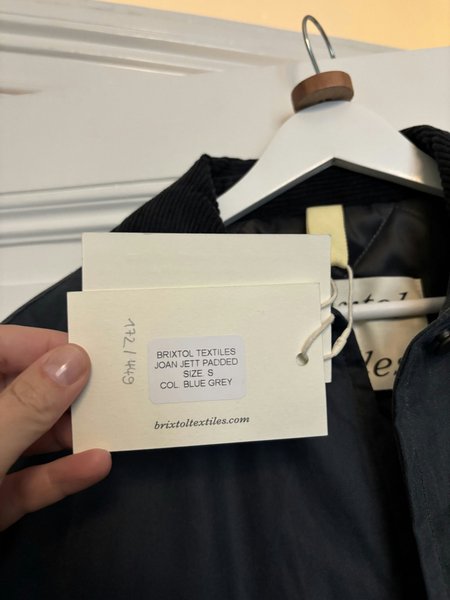 172/449
BRIXTOL TEXTILES
JOAN JETT PADDED
SIZE. S
COL. BLUE GREY
brixtoltextiles.com